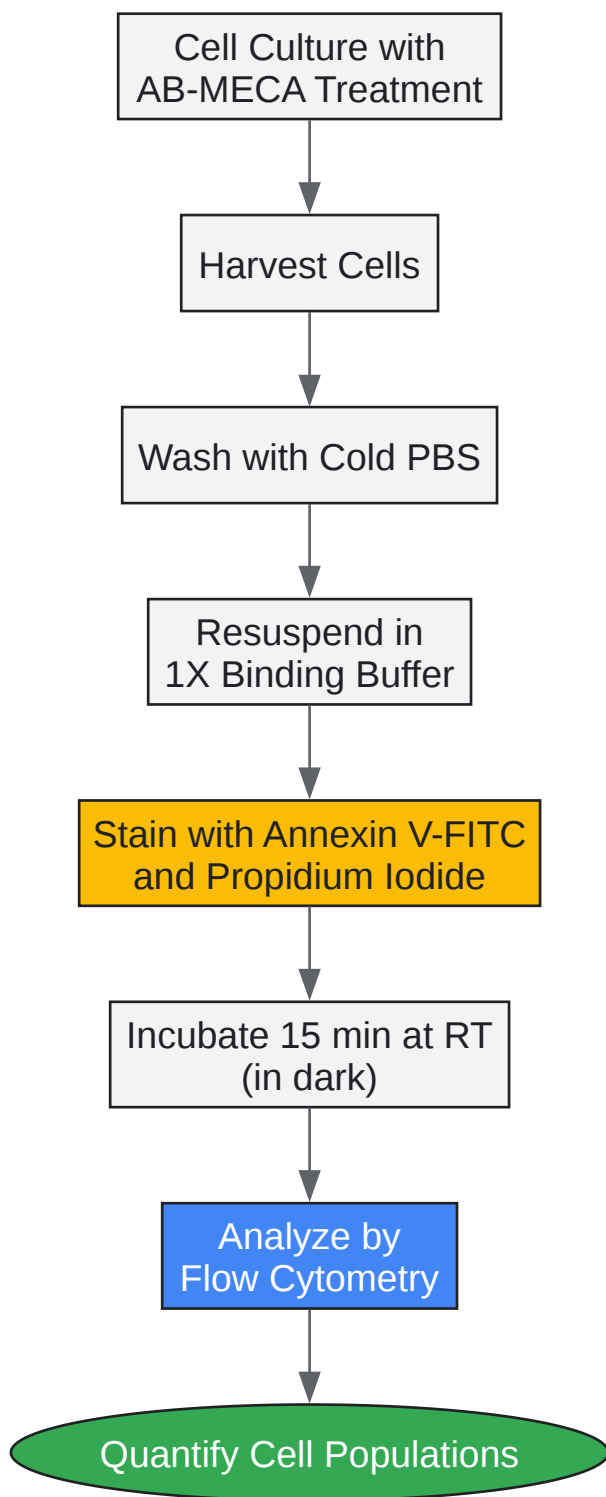 Cell Culture with
AB-MECA Treatment
Harvest Cells
Wash with Cold PBS
Resuspend in
1X Binding Buffer
Stain with Annexin V-FITC
and Propidium Iodide
Incubate 15 min at RT
(in dark)
Analyze by
Flow Cytometry
Quantify Cell Populations